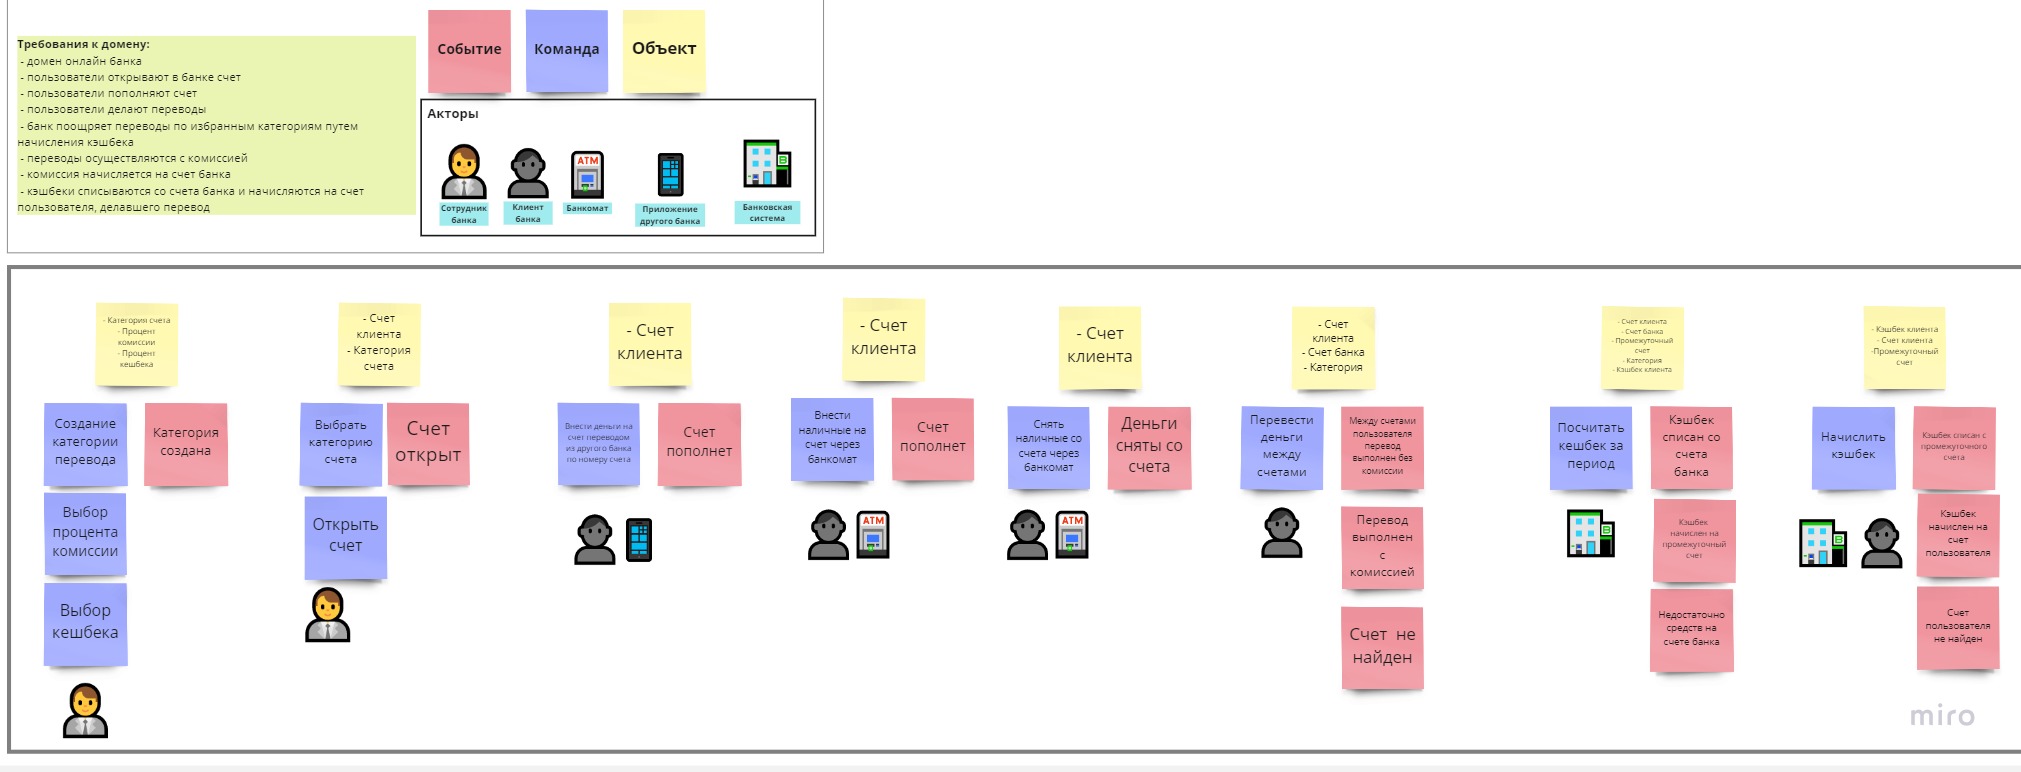 Требования к домену:
- домен онлайн банка
- пользователи открывают в банке счет
- пользователи пополняют счет
- пользователи делают переводы
- банк поощряет переводы по избранным категориям путем
начисления кэшбека
- переводы осуществляются с комиссией
- комиссия начисляется на счет банка
- кэшбеки списываются со счета банка и начисляются на счет
пользователя, делавшего перевод
Событие
Команда
Объект
Акторы
ATM
Сотрудник
банка
Клиент
банка
Банкомат
Приложение
другого банка
B
Банковская
система
- Категория счета
- Процент
комиссии
- Процент
кешбека
Создание
категории
перевода
Категория
создана
Выбор
процента
комиссии
Выбор
кешбека
- Счет
клиента
- Категория
счета
Выбрать
категорию
счета
Счет
открыт
Открыть
счет
- Счет
клиента
Внести деньги на
счет переводом
из другого банка
по номеру счета
Счет
пополнет
- Счет
клиента
Внести
наличные на
счет через
банкомат
Счет
пополнет
ATM
- Счет
клиента
Снять
наличные со
счета через
банкомат
Деньги
сняты со
счета
ATM
- Счет
клиента
- Счет банка
- Категория
Перевести
деньги
между
счетами
Между счетами
пользователя
перевод
выполнен без
комиссии
Перевод
выполнен
с
комиссией
Счет не
найден
- Счет клиента
- Счет банка
- Промежуточный
счет
- Категория
- Кэшбек клиента
Посчитать
кешбек за
период
Кэшбек
списан со
счета
банка
B
Кэшбек
начислен на
промежуточный
счет
Недостаточно
средств на
счете банка
- Кэшбек клиента
- Счет клиента
-Промежуточный
счет
Начислить
кэшбек
Кэшбек списан с
промежуточного
счета
B
Кэшбек
начислен на
счет
пользователя
Счет
пользователя
не найден
miro